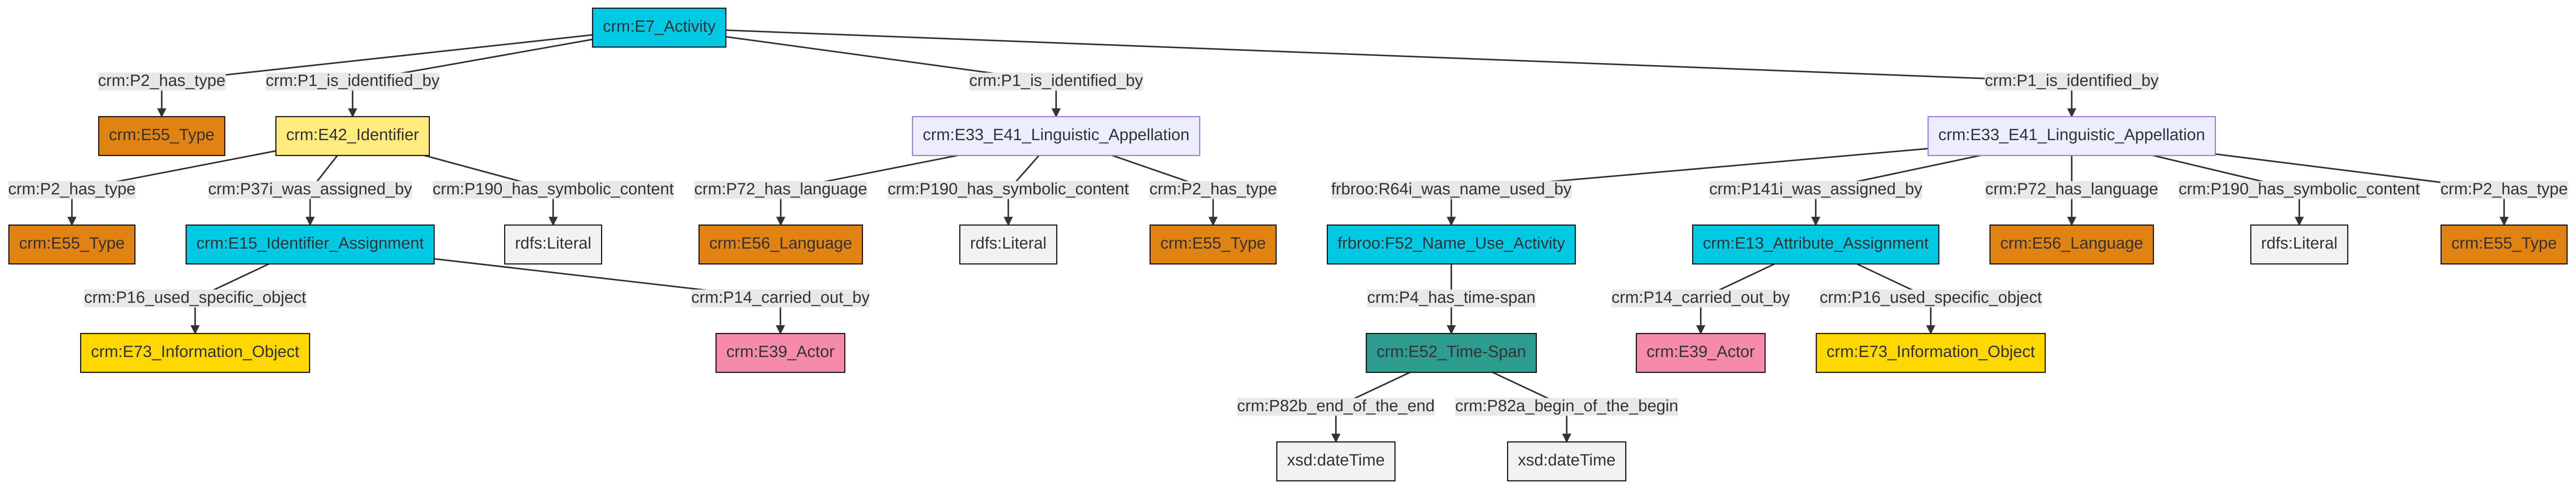 crm:E7_Activity
crm:P2_has_type
crm:P1_is_identified_by
crm:P1_is_identified_by
crm:P1_is_identified_by
crm:E55_Type
crm:E42_Identifier
crm:E33_E41_Linguistic_Appellation
crm:E33_E41_Linguistic_Appellation
crm:P2_has_type
crm:P37i_was_assigned_by
crm:P190_has_symbolic_content
crm:P72_has_language
crm:P190_has_symbolic_content
crm:P2_has_type
frbroo:R64i_was_name_used_by
crm:P141i_was_assigned_by
crm:P72_has_language
crm:P190_has_symbolic_content
crm:P2_has_type
crm:E55_Type
crm:E15_Identifier_Assignment
rdfs:Literal
crm:E56_Language
rdfs:Literal
crm:E55_Type
frbroo:F52_Name_Use_Activity
crm:E13_Attribute_Assignment
crm:E56_Language
rdfs:Literal
crm:E55_Type
crm:P16_used_specific_object
crm:P14_carried_out_by
crm:P4_has_time-span
crm:P14_carried_out_by
crm:P16_used_specific_object
crm:E73_Information_Object
crm:E39_Actor
crm:E52_Time-Span
crm:E39_Actor
crm:E73_Information_Object
crm:P82b_end_of_the_end
crm:P82a_begin_of_the_begin
xsd:dateTime
xsd:dateTime